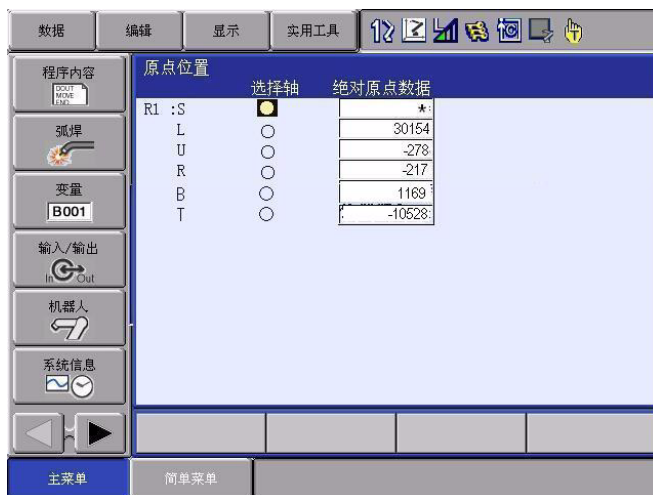 数据 编辑 显示 实用工具
程序内容
DOUT
MOVE
END
弧焊
变量
B001
输入/输出
In Out
机器人
系统信息
原点位置
选择轴 绝对原点数据
R1 :S *
L 30154
U -278
R -217
B 1169
T -10528
主菜单 简单菜单